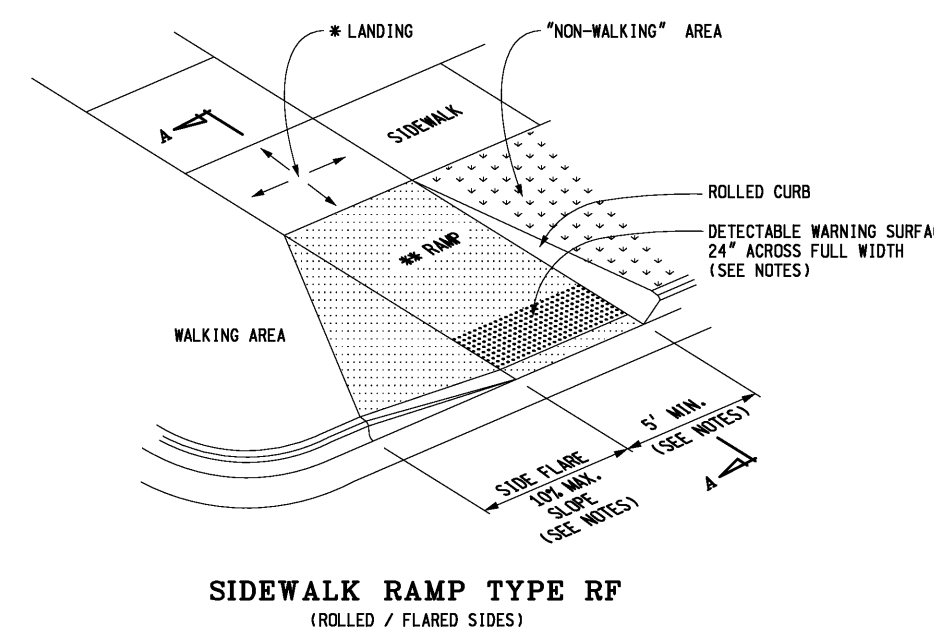 * LANDING
"NON-WALKING" AREA
A
SIDEWALK
ROLLED CURB
** RAMP
DETECTABLE WARNING SURFA
24" ACROSS FULL WIDTH
(SEE NOTES)
WALKING AREA
5' MIN.
(SEE NOTES)
SIDE FLARE
10% MAX.
SLOPE
(SEE NOTES)
A
SIDEWALK RAMP TYPE RF
(ROLLED / FLARED SIDES)